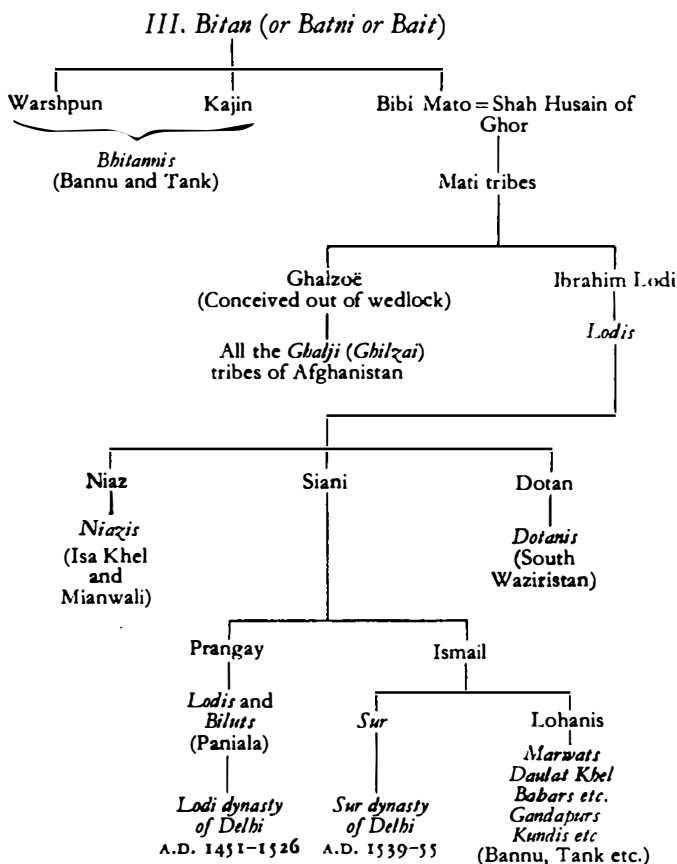 III. Bitan (or Batni or Bait)
Warshpun
Kajin
Bibi Mato = Shah Husain of
Ghor
Bhitannis
(Bannu and Tank)
Mati tribes
Ghalzoë
(Conceived out of wedlock)
Ibrahim Lodi
All the Ghalji (Ghilzai)
tribes of Afghanistan
Lodis
Niaz
Siani
Dotan
Niazis
(Isa Khel
and
Mianwali)
Dotanis
(South
Waziristan)
Prangay
Ismail
Lodis and
Biluts
(Paniala)
Sur
Lohanis
Marwats
Daulat Khel
Babars etc.
Gandapurs
Kundis etc
(Bannu, Tank etc.)
Lodi dynasty
of Delhi
A.D. 1451–1526
Sur dynasty
of Delhi
A.D. 1539–55